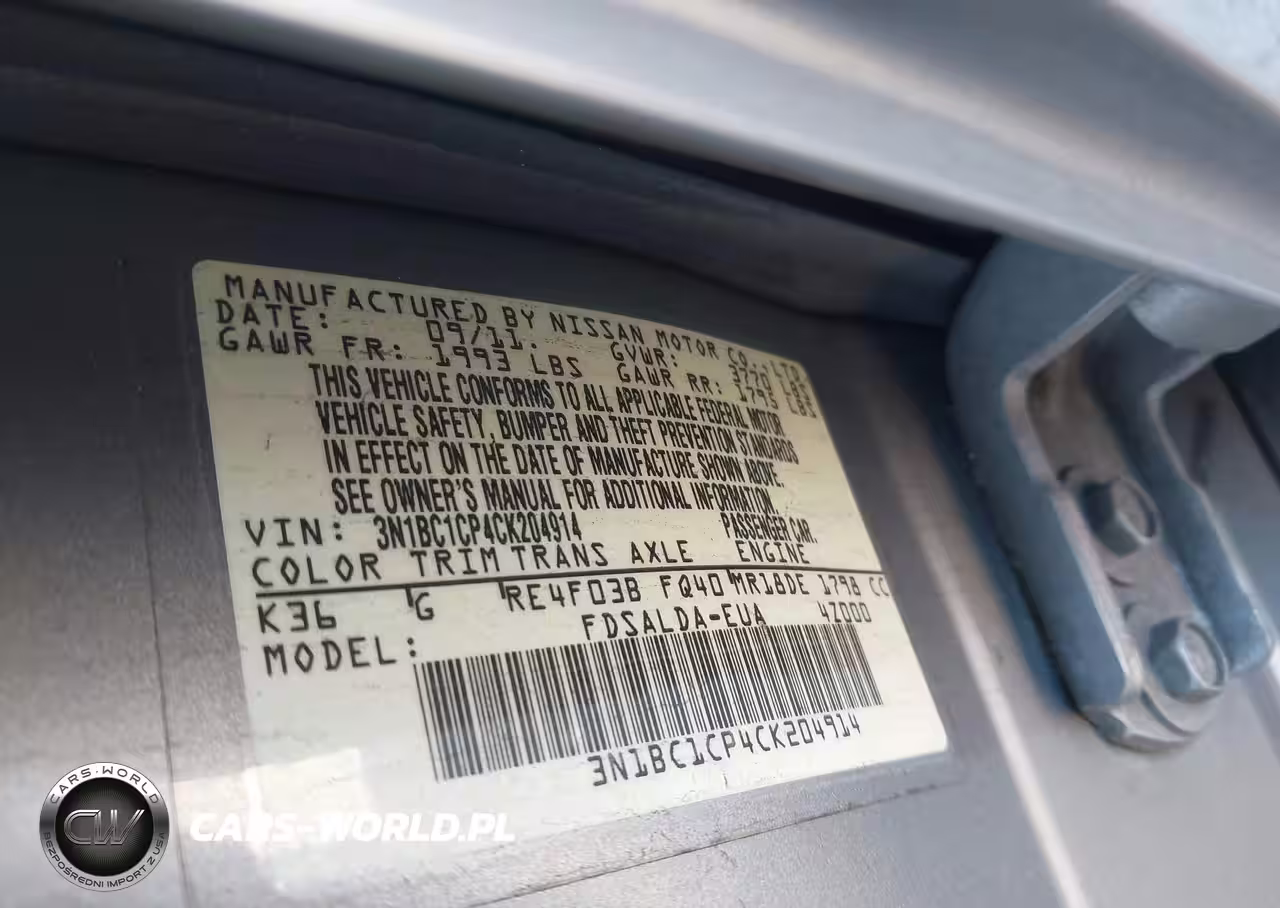 MANUFACTURED BY NISSAN MOTOR CO., LTD.
DATE: 09/11. GVWR: 3770 LBS
GAWR FR: 1993 LBS GAWR RR: 1795 LBS
THIS VEHICLE CONFORMS TO ALL APPLICABLE FEDERAL MOTOR
VEHICLE SAFETY, BUMPER AND THEFT PREVENTION STANDARDS
IN EFFECT ON THE DATE OF MANUFACTURE SHOWN ABOVE.
SEE OWNER'S MANUAL FOR ADDITIONAL INFORMATION.
VIN: 3N1BC1CP4CK204914 PASSENGER CAR.
COLOR TRIM TRANS AXLE ENGINE
K36 G RE4F03B FQ40 MR18DE 1798 CC
MODEL: FDSALDA-EUA 4Z000
3N1BC1CP4CK204914
CARS-WORLD
CW
BEZPOŚREDNI IMPORT Z USA
CARS-WORLD.PL